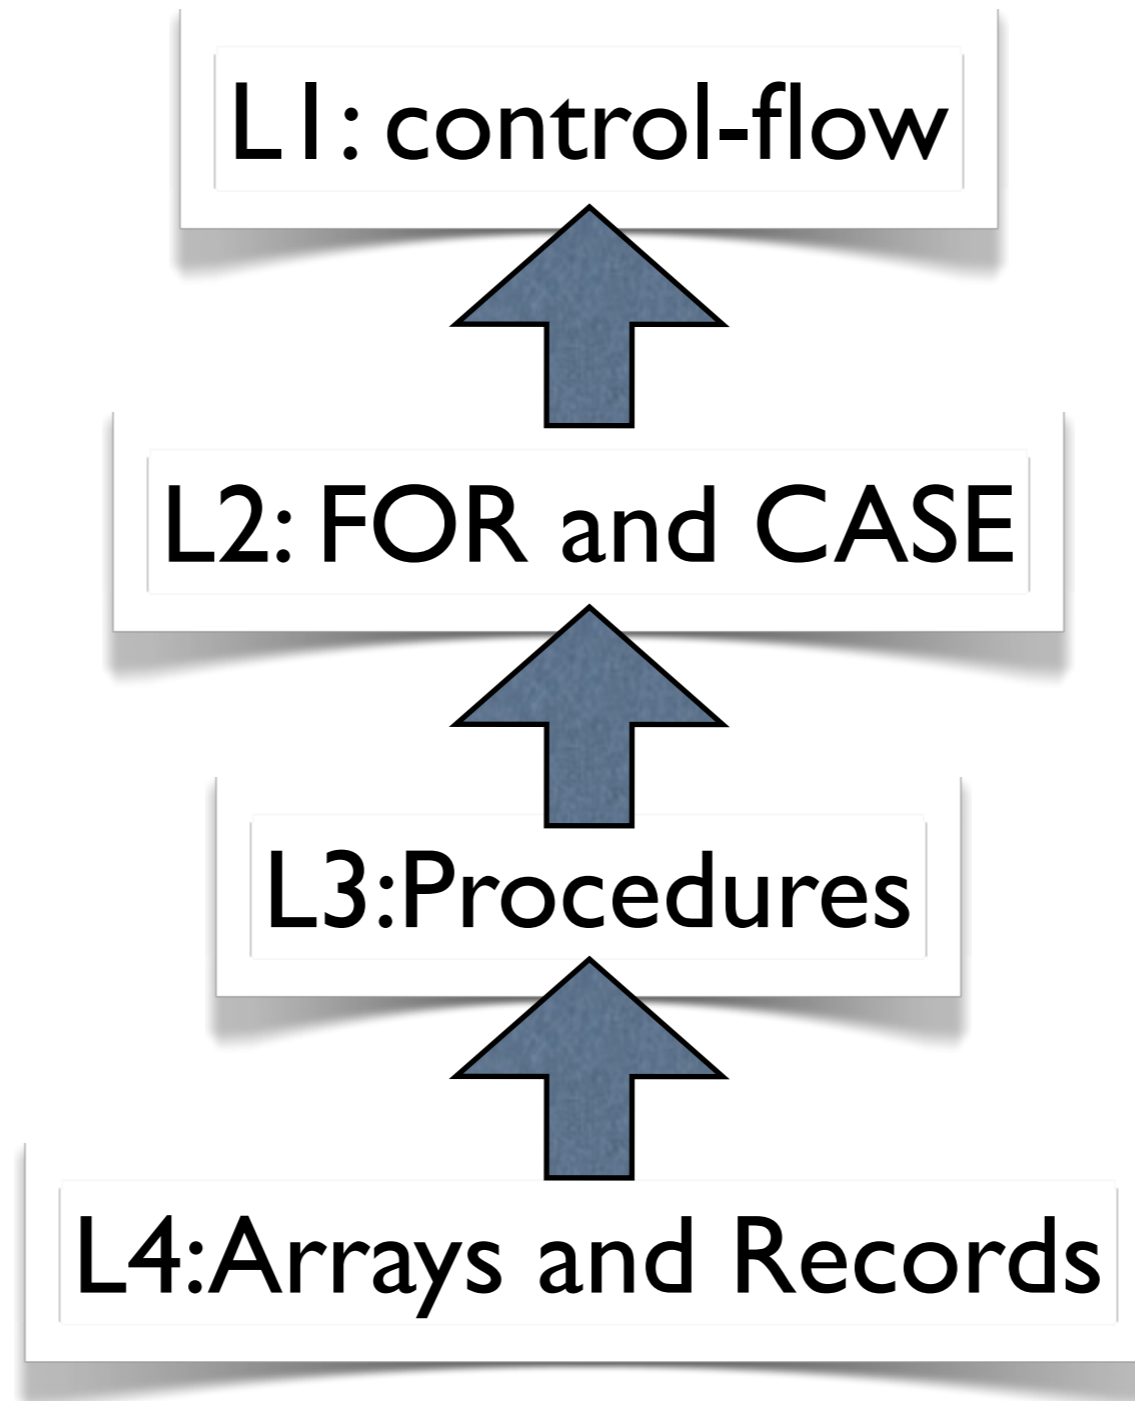 L1: control-flow
L2: FOR and CASE
L3:Procedures
L4:Arrays and Records